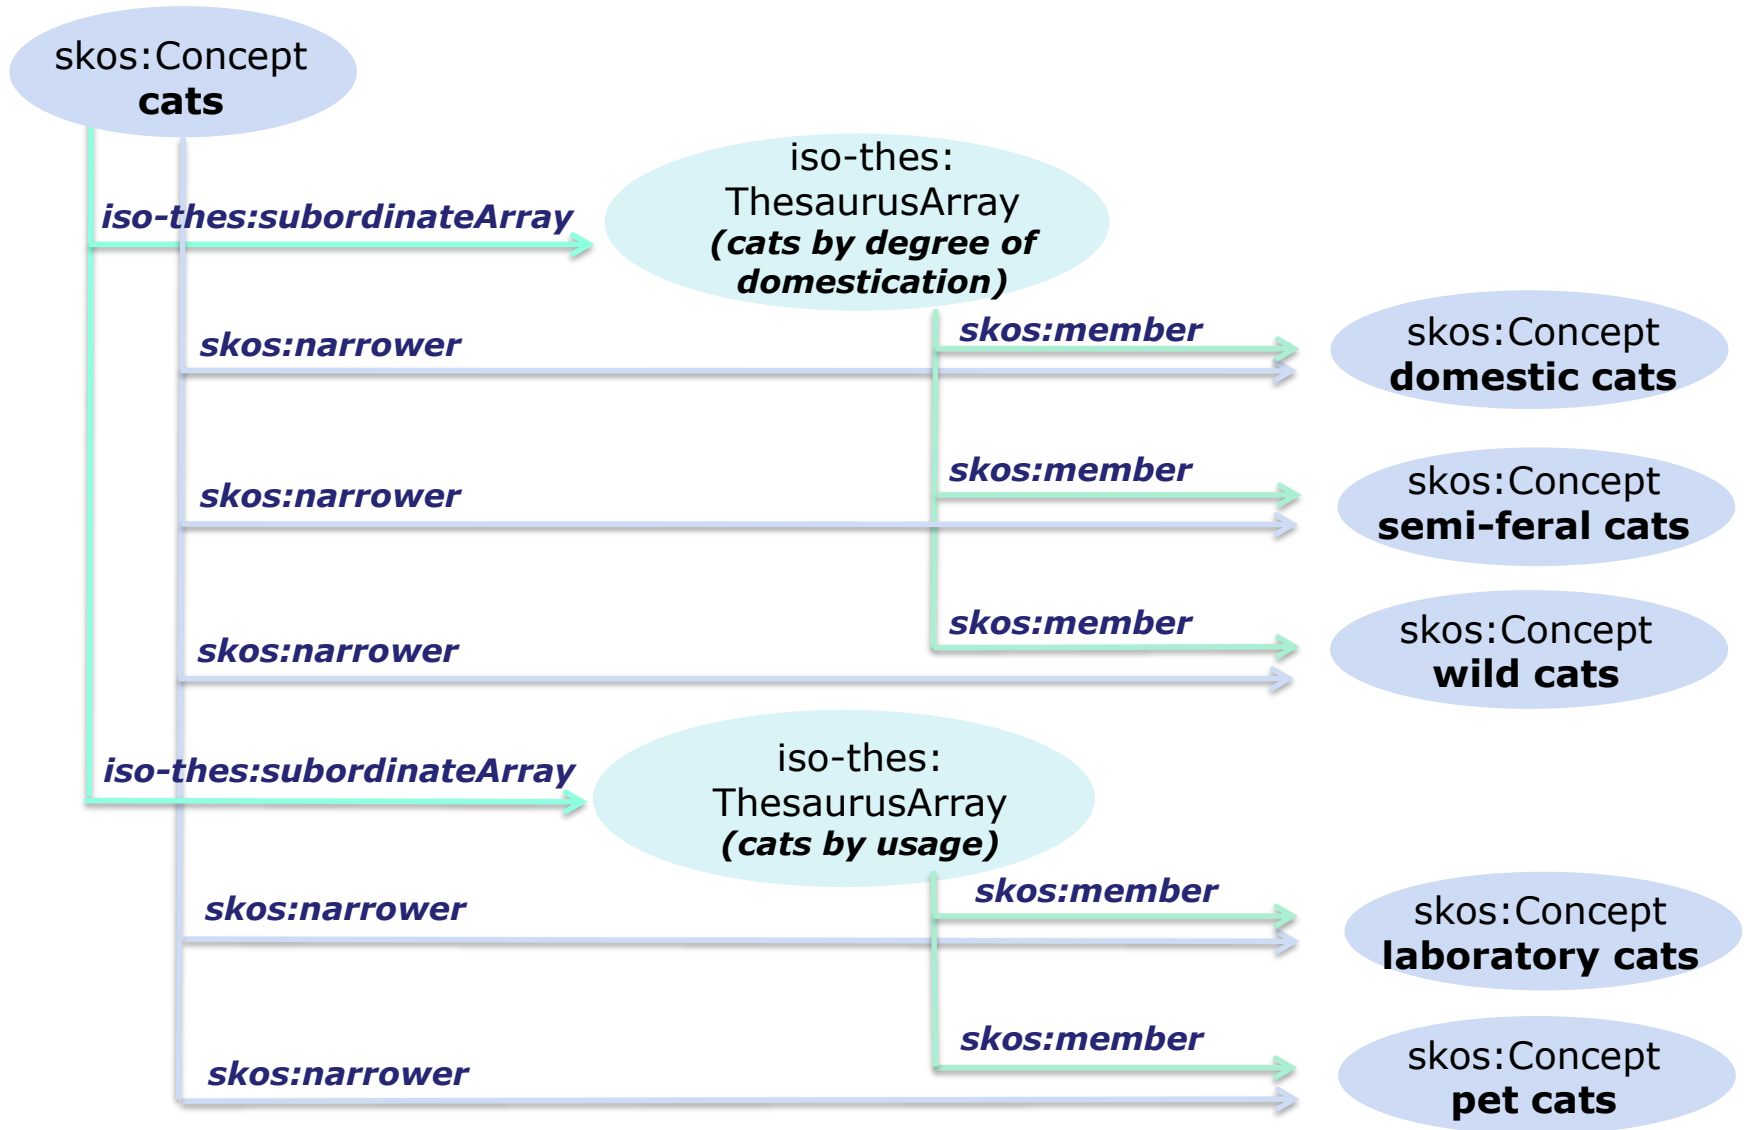 skos:Concept
cats
iso-thes:
ThesaurusArray
(cats by degree of
domestication)
iso-thes:subordinateArray
skos:narrower
skos:member
skos:Concept
domestic cats
skos:narrower
skos:member
skos:Concept
semi-feral cats
skos:narrower
skos:member
skos:Concept
wild cats
iso-thes:subordinateArray
iso-thes:
ThesaurusArray
(cats by usage)
skos:narrower
skos:member
skos:Concept
laboratory cats
skos:narrower
skos:member
skos:Concept
pet cats